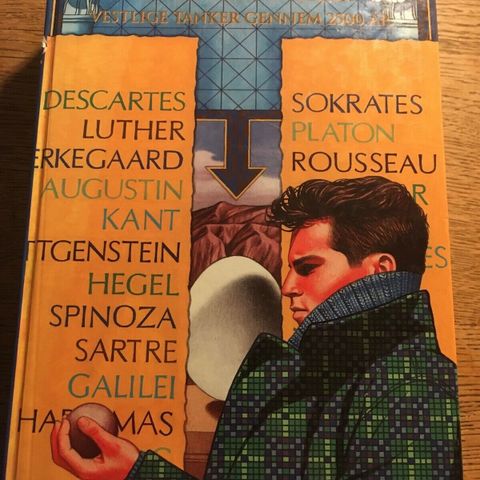 VESTLIGE TANKER GENNEM 2500 ÅR
DESCARTES
LUTHER
ERKEGAARD
AUGUSTIN
KANT
TTGENSTEIN
HEGEL
SPINOZA
SARTRE
GALILEI
SOKRATES
PLATON
ROUSSEAU